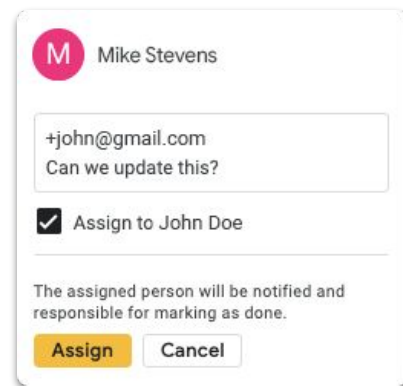 M
Mike Stevens
+john@gmail.com
Can we update this?
Assign to John Doe
The assigned person will be notified and
responsible for marking as done.
Assign
Cancel